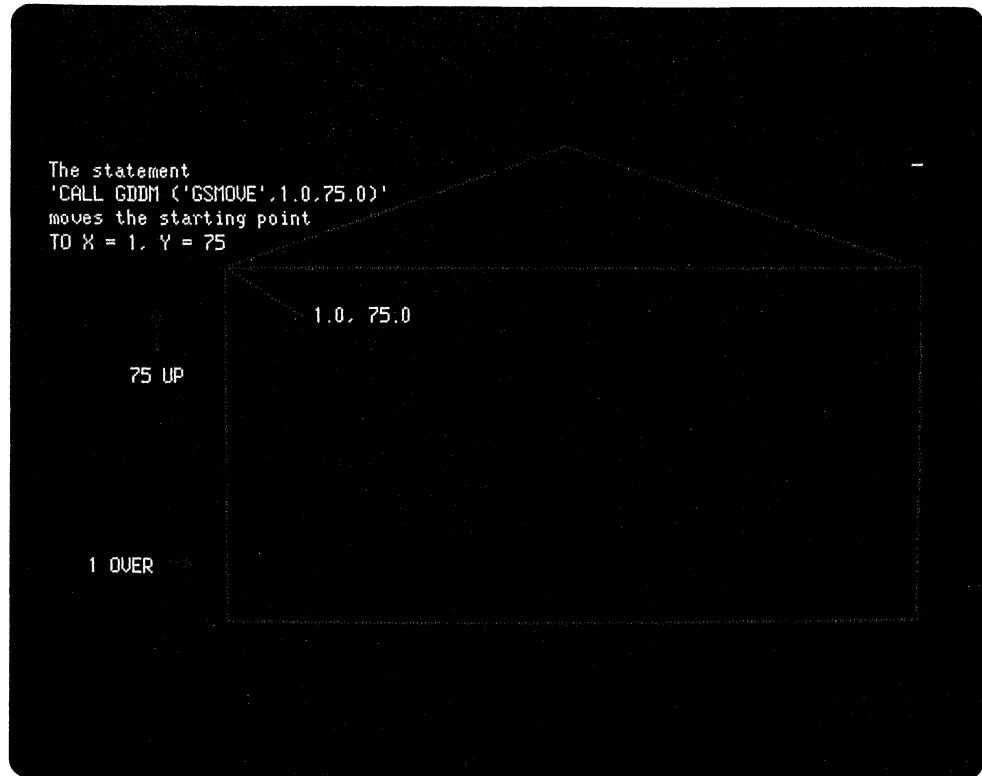 The statement
'CALL GDDM ('GSMOVE',1.0,75.0)'
moves the starting point
TO X = 1, Y = 75
1.0, 75.0
75 UP
1 OVER